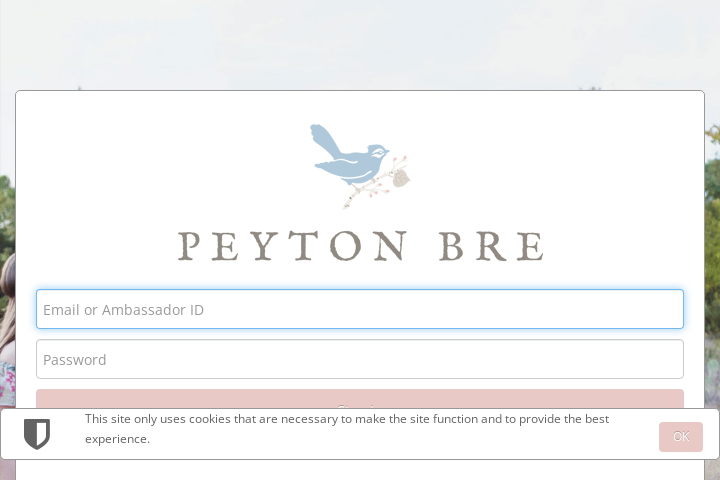 PEYTON BRE
Email or Ambassador ID
Password
This site only uses cookies that are necessary to make the site function and to provide the best
experience.
OK